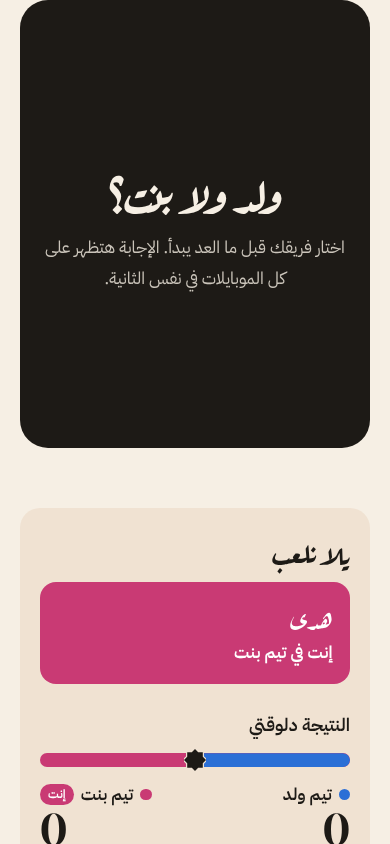 ولد ولا بنت؟
اختار فريقك قبل ما العد يبدأ. الإجابة هتظهر على
كل الموبايلات في نفس الثانية.
يلا نلعب
هدى
إنت في تيم بنت
النتيجة دلوقتي
تيم ولد
تيم بنت إنت
0
0